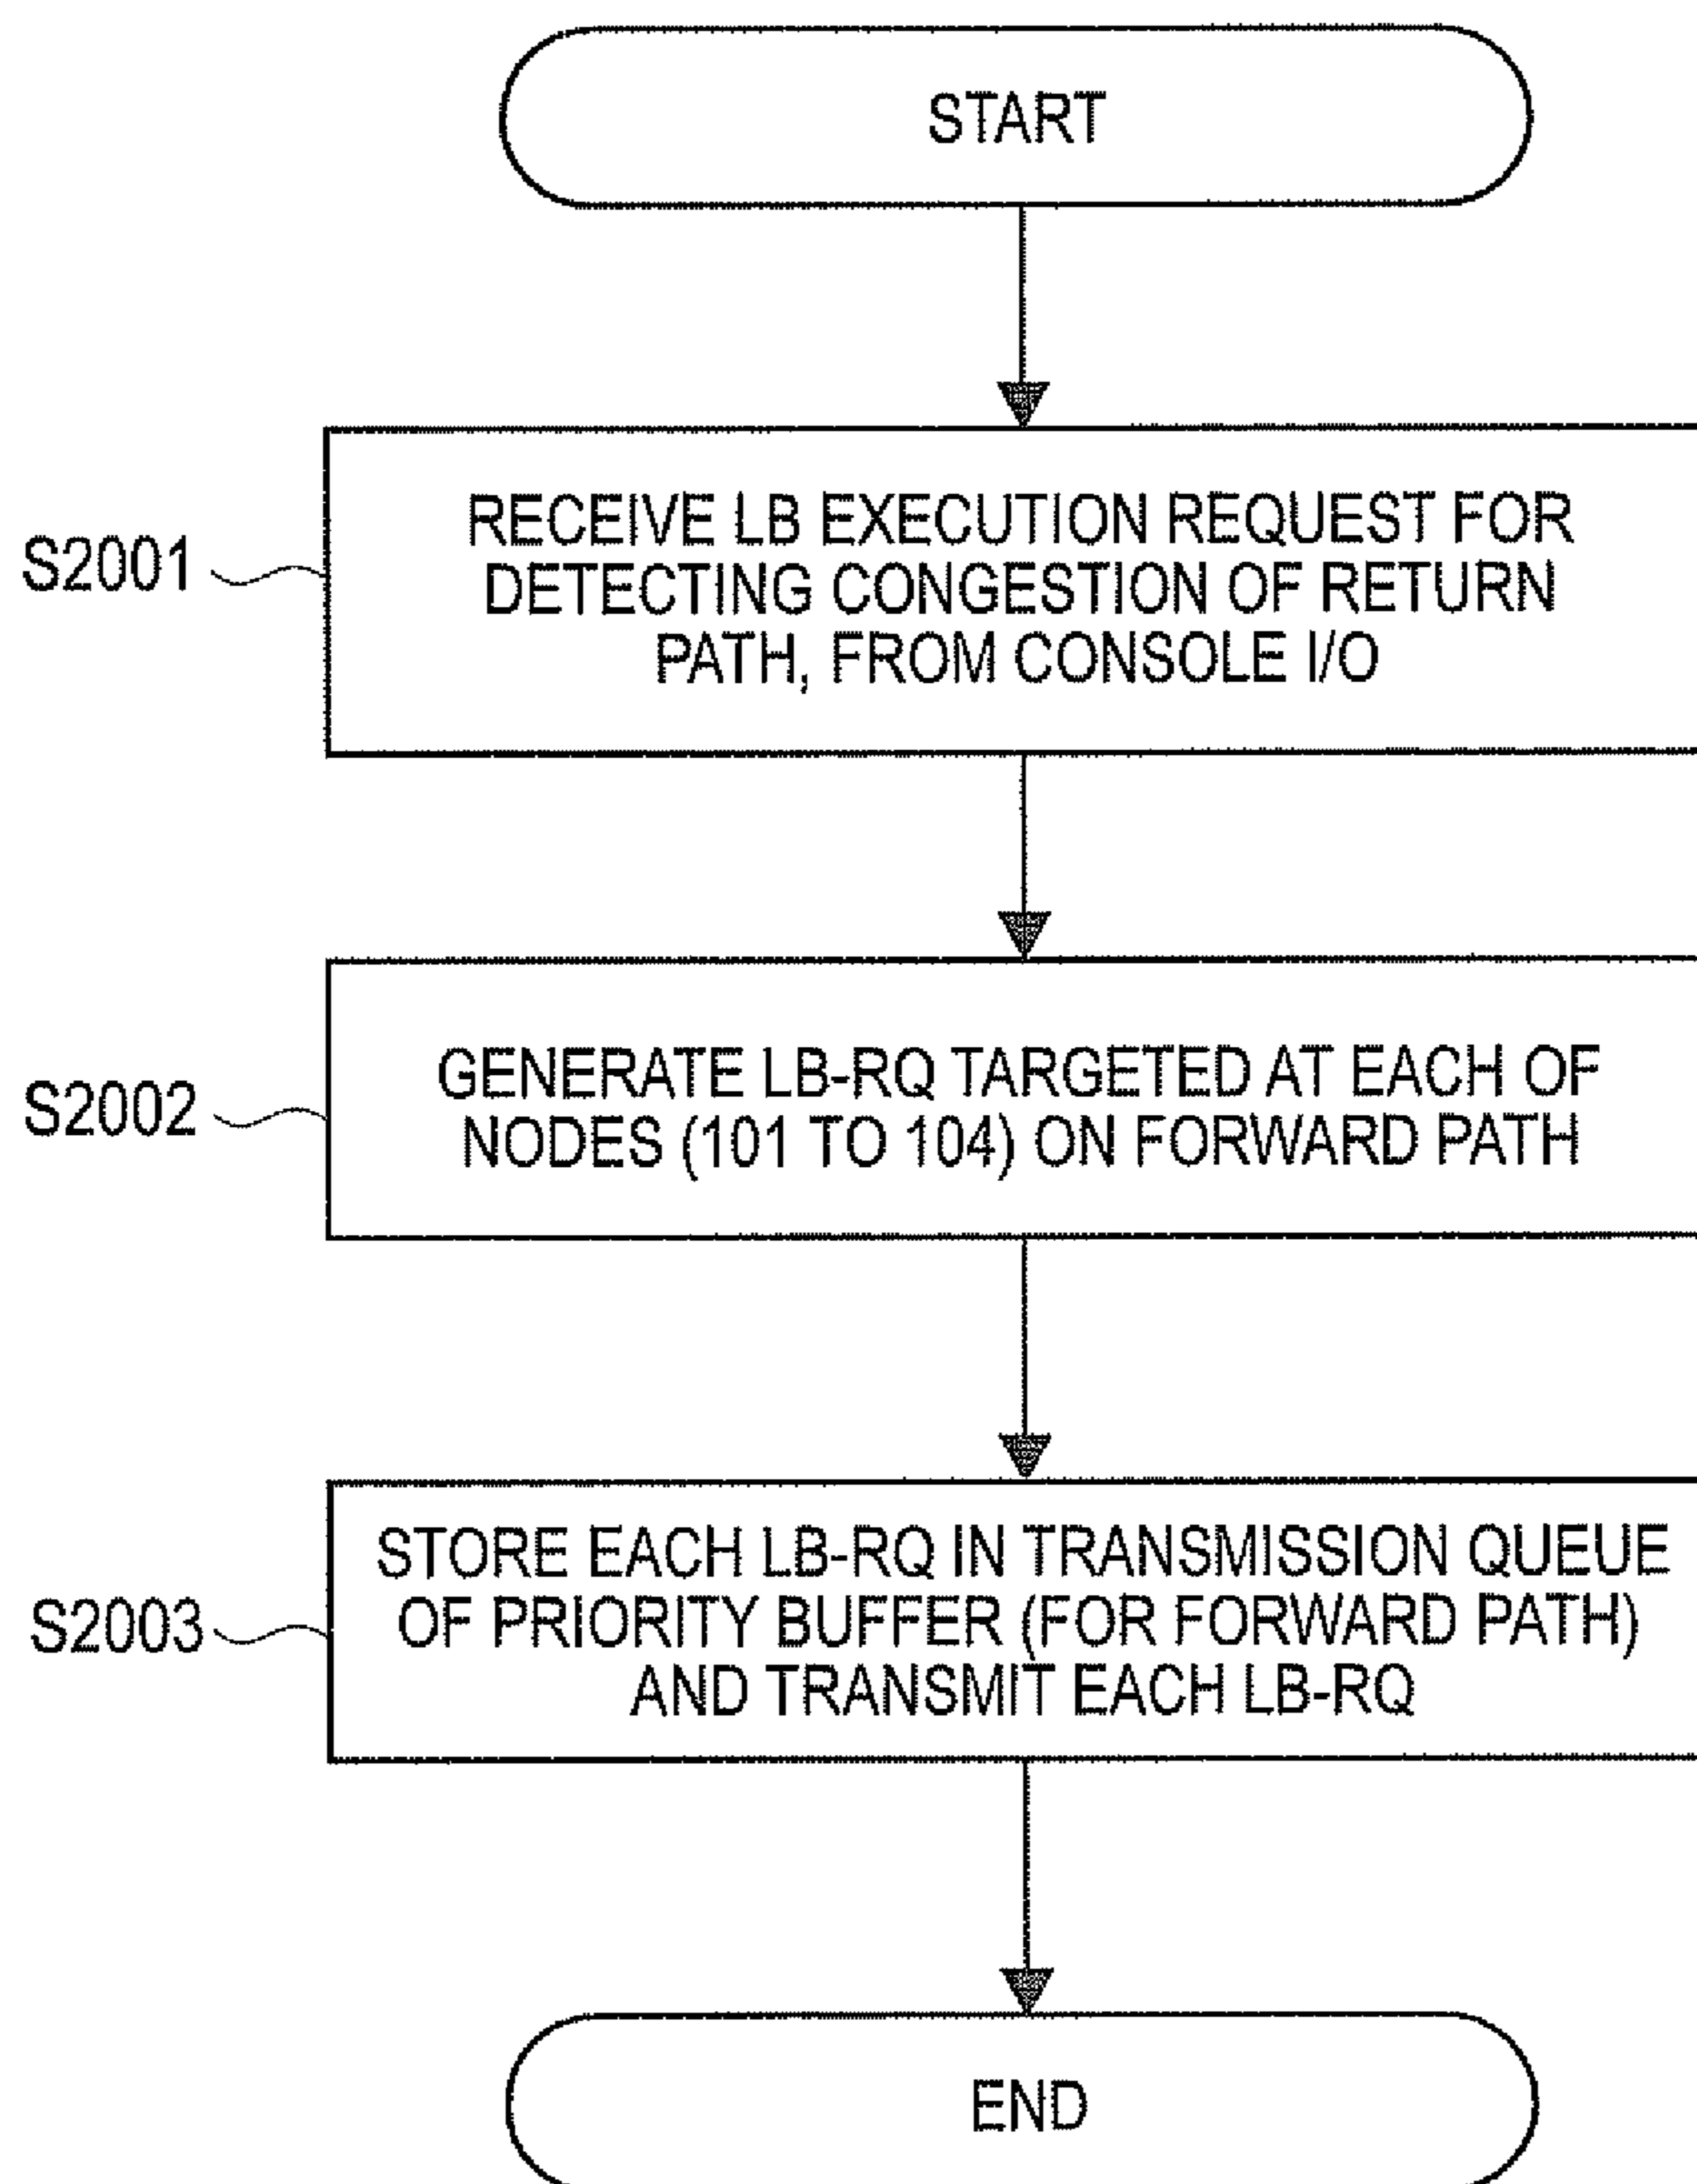 START
S2001
RECEIVE LB EXECUTION REQUEST FOR
DETECTING CONGESTION OF RETURN
PATH, FROM CONSOLE I/O
S2002
GENERATE LB-RQ TARGETED AT EACH OF
NODES (101 TO 104) ON FORWARD PATH
S2003
STORE EACH LB-RQ IN TRANSMISSION QUEUE
OF PRIORITY BUFFER (FOR FORWARD PATH)
AND TRANSMIT EACH LB-RQ
END